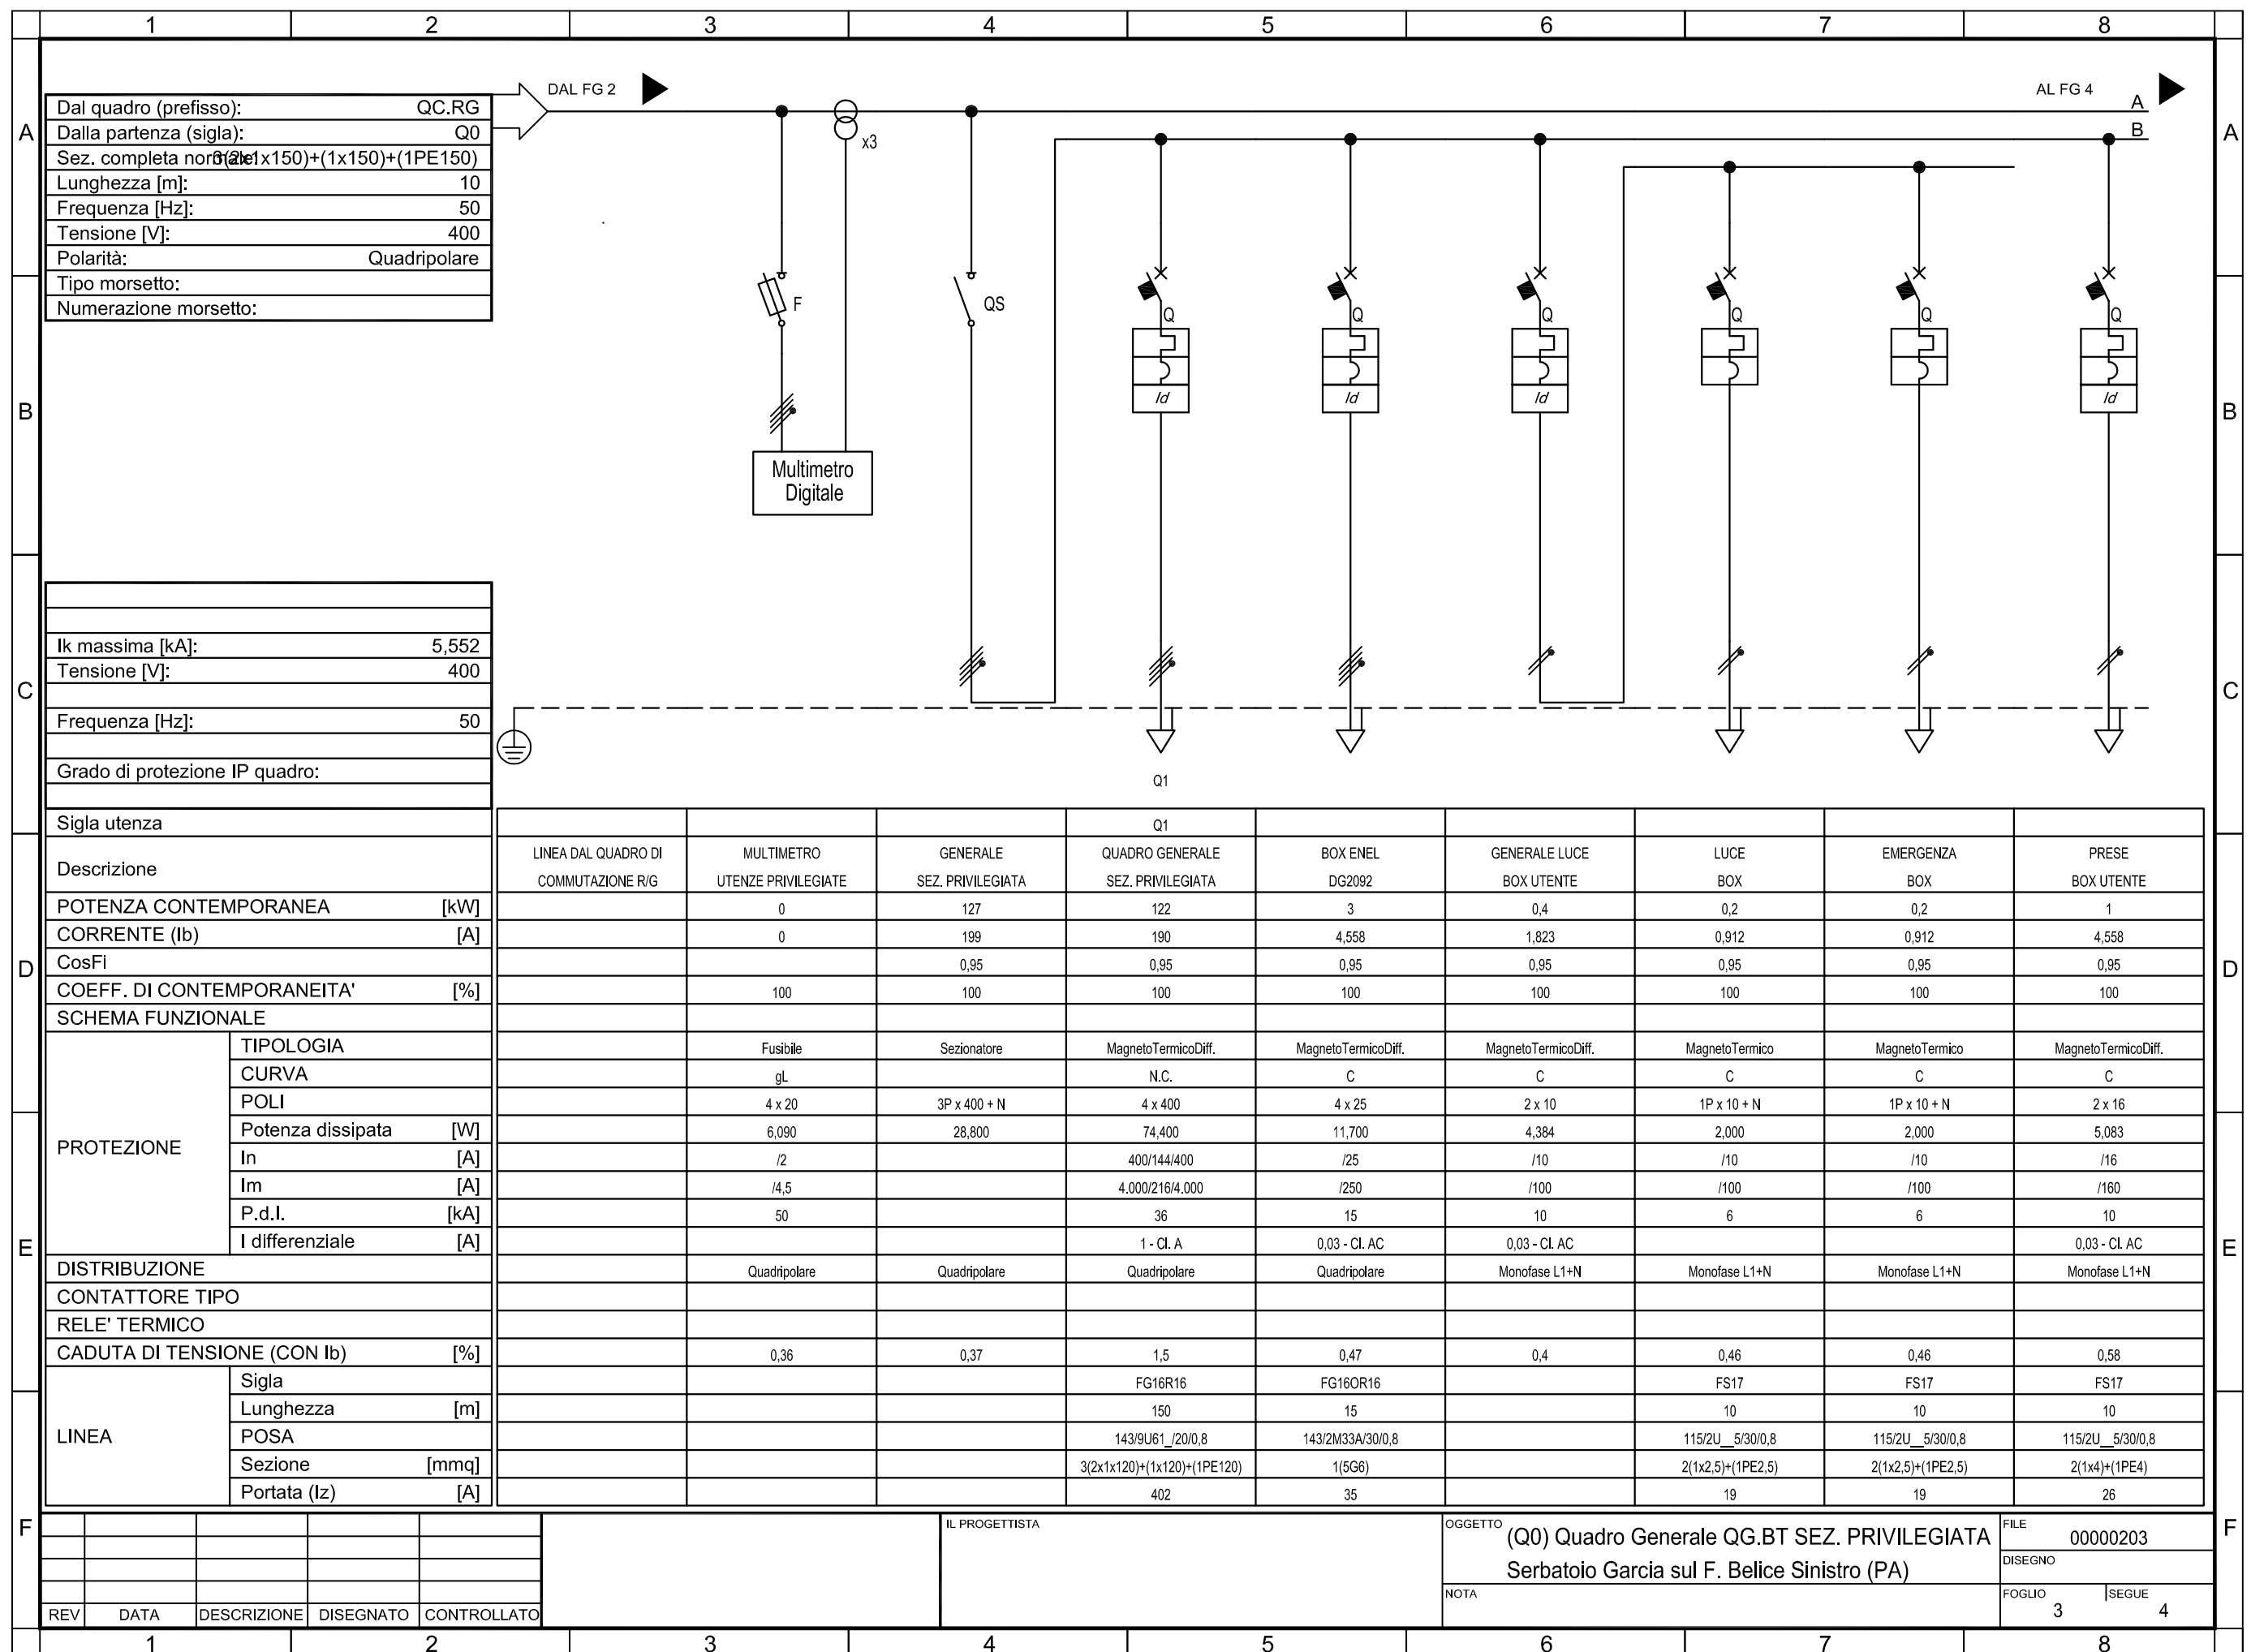 1 2 3 4 5 6 7 8
DAL FG 2
AL FG 4
A
B
Dal quadro (prefisso): QC.RG
Dalla partenza (sigla): Q0
Sez. completa normale: 3(2x1x150)+(1x150)+(1PE150)
Lunghezza [m]: 10
Frequenza [Hz]: 50
Tensione [V]: 400
Polarità: Quadripolare
Tipo morsetto:
Numerazione morsetto:
A A
x3
F QS Q Q Q Q Q Q
Id Id Id Id
B B
Multimetro
Digitale
Ik massima [kA]: 5,552
Tensione [V]: 400
C C
Frequenza [Hz]: 50
Grado di protezione IP quadro:
Q1
Sigla utenza Q1
Descrizione
LINEA DAL QUADRO DI MULTIMETRO GENERALE QUADRO GENERALE BOX ENEL GENERALE LUCE LUCE EMERGENZA PRESE
COMMUTAZIONE R/G UTENZE PRIVILEGIATE SEZ. PRIVILEGIATA SEZ. PRIVILEGIATA DG2092 BOX UTENTE BOX BOX BOX UTENTE
POTENZA CONTEMPORANEA [kW] 0 127 122 3 0,4 0,2 0,2 1
CORRENTE (Ib) [A] 0 199 190 4,558 1,823 0,912 0,912 4,558
D D
CosFi 0,95 0,95 0,95 0,95 0,95 0,95 0,95
COEFF. DI CONTEMPORANEITA' [%] 100 100 100 100 100 100 100 100
SCHEMA FUNZIONALE
PROTEZIONE
TIPOLOGIA Fusibile Sezionatore MagnetoTermicoDiff. MagnetoTermicoDiff. MagnetoTermicoDiff. MagnetoTermico MagnetoTermico MagnetoTermicoDiff.
CURVA gL N.C. C C C C C
POLI 4 x 20 3P x 400 + N 4 x 400 4 x 25 2 x 10 1P x 10 + N 1P x 10 + N 2 x 16
Potenza dissipata [W] 6,090 28,800 74,400 11,700 4,384 2,000 2,000 5,083
In [A] /2 400/144/400 /25 /10 /10 /10 /16
Im [A] /4,5 4.000/216/4.000 /250 /100 /100 /100 /160
P.d.I. [kA] 50 36 15 10 6 6 10
I differenziale [A] 1 - Cl. A 0,03 - Cl. AC 0,03 - Cl. AC 0,03 - Cl. AC
E E
DISTRIBUZIONE Quadripolare Quadripolare Quadripolare Quadripolare Monofase L1+N Monofase L1+N Monofase L1+N Monofase L1+N
CONTATTORE TIPO
RELE' TERMICO
CADUTA DI TENSIONE (CON Ib) [%] 0,36 0,37 1,5 0,47 0,4 0,46 0,46 0,58
LINEA
Sigla FG16R16 FG16OR16 FS17 FS17 FS17
Lunghezza [m] 150 15 10 10 10
POSA 143/9U61_/20/0,8 143/2M33A/30/0,8 115/2U__5/30/0,8 115/2U__5/30/0,8 115/2U__5/30/0,8
Sezione [mmq] 3(2x1x120)+(1x120)+(1PE120) 1(5G6) 2(1x2,5)+(1PE2,5) 2(1x2,5)+(1PE2,5) 2(1x4)+(1PE4)
Portata (Iz) [A] 402 35 19 19 26
F F
IL PROGETTISTA
OGGETTO (Q0) Quadro Generale QG.BT SEZ. PRIVILEGIATA
Serbatoio Garcia sul F. Belice Sinistro (PA)
NOTA
FILE 00000203
DISEGNO
FOGLIO SEGUE
3 4
REV DATA DESCRIZIONE DISEGNATO CONTROLLATO
1 2 3 4 5 6 7 8